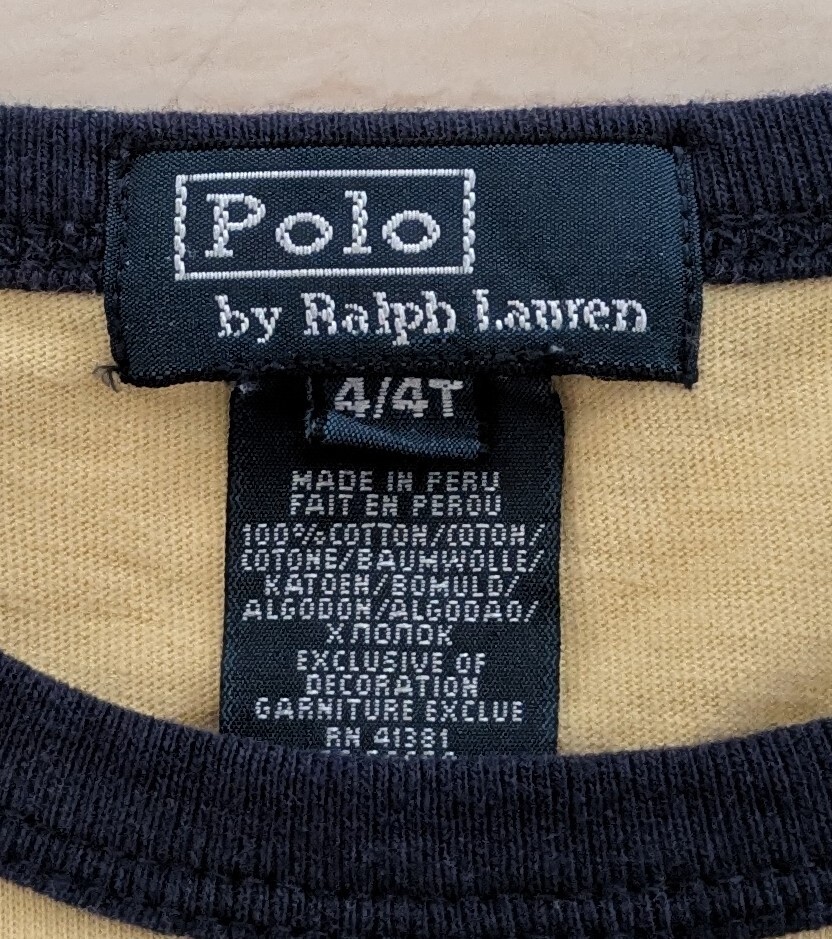 Polo
by Ralph Lauren
4/4T
MADE IN PERU
FAIT EN PEROU
100%COTTON/COTON/
COTONE/BAUMWOLLE/
KATOEN/BOMULD/
ALGODON/ALGODAO/
ХЛОПОК
EXCLUSIVE OF
DECORATION
GARNITURE EXCLUE
RN 41381